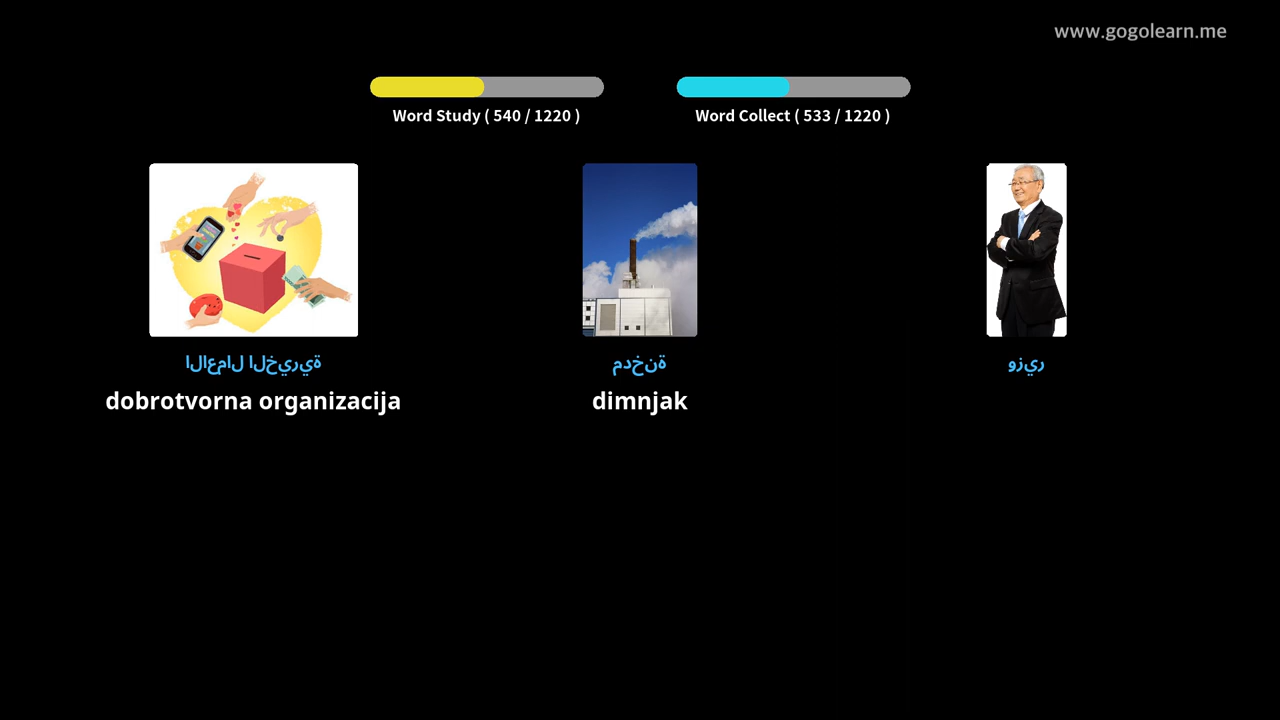 www.gogolearn.me
Word Study ( 540 / 1220 )
Word Collect ( 533 / 1220 )
الاعمال الخيرية
مدخنة
وزير
dobrotvorna organizacija
dimnjak